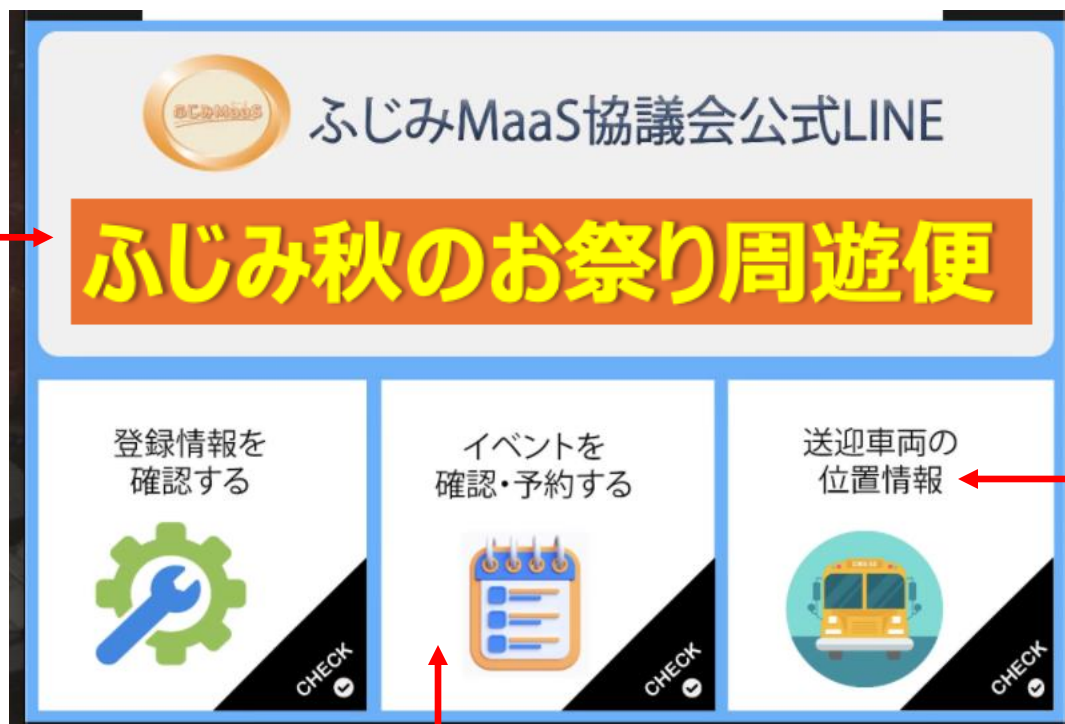 ふじみMaaS
ふじみMaaS協議会公式LINE
ふじみ秋のお祭り周遊便
登録情報を
確認する
CHECK
イベントを
確認・予約する
CHECK
送迎車両の
位置情報
CHECK